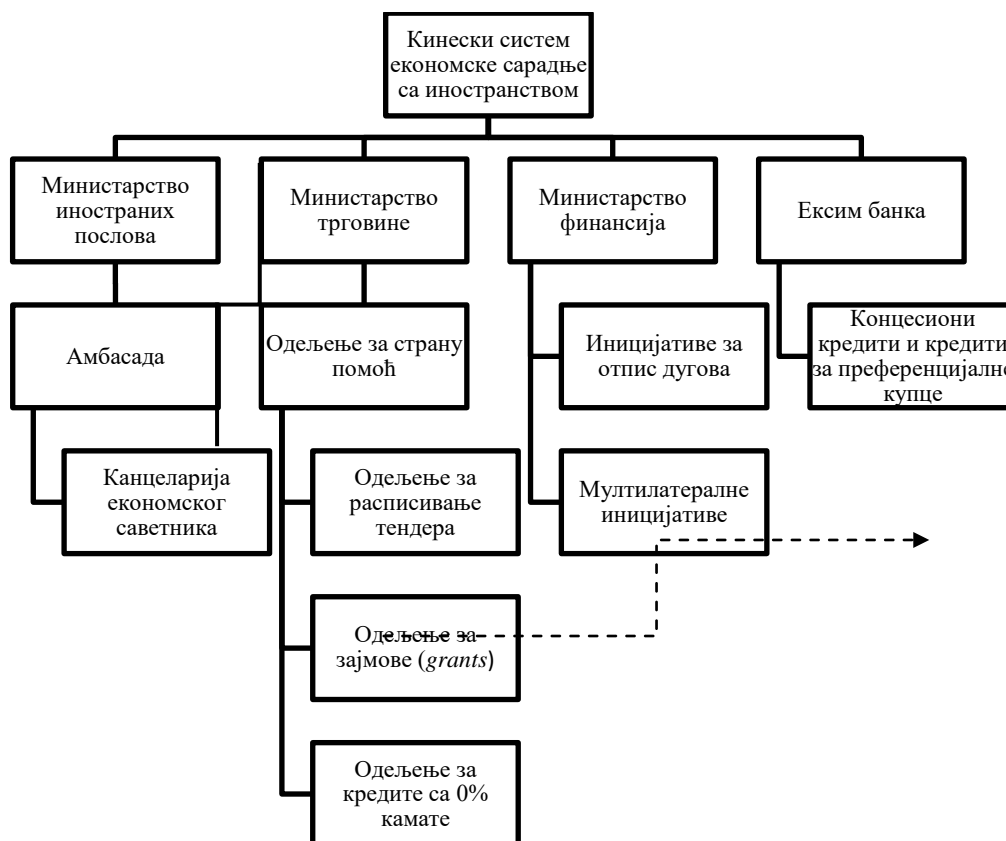 Кинески систем
економске сарадње
са иностранством
Министарство
иностраних
послова
Министарство
трговине
Министарство
финансија
Ексим банка
Амбасада
Одељење за страну
помоћ
Иницијативе за
отпис дугова
Концесиони
кредити и кредити
за преференцијалне
купце
Канцеларија
економског
саветника
Одељење за
расписивање
тендера
Мултилатералне
иницијативе
Одељење за
зајмове (grants)
Одељење за
кредите са 0%
камате